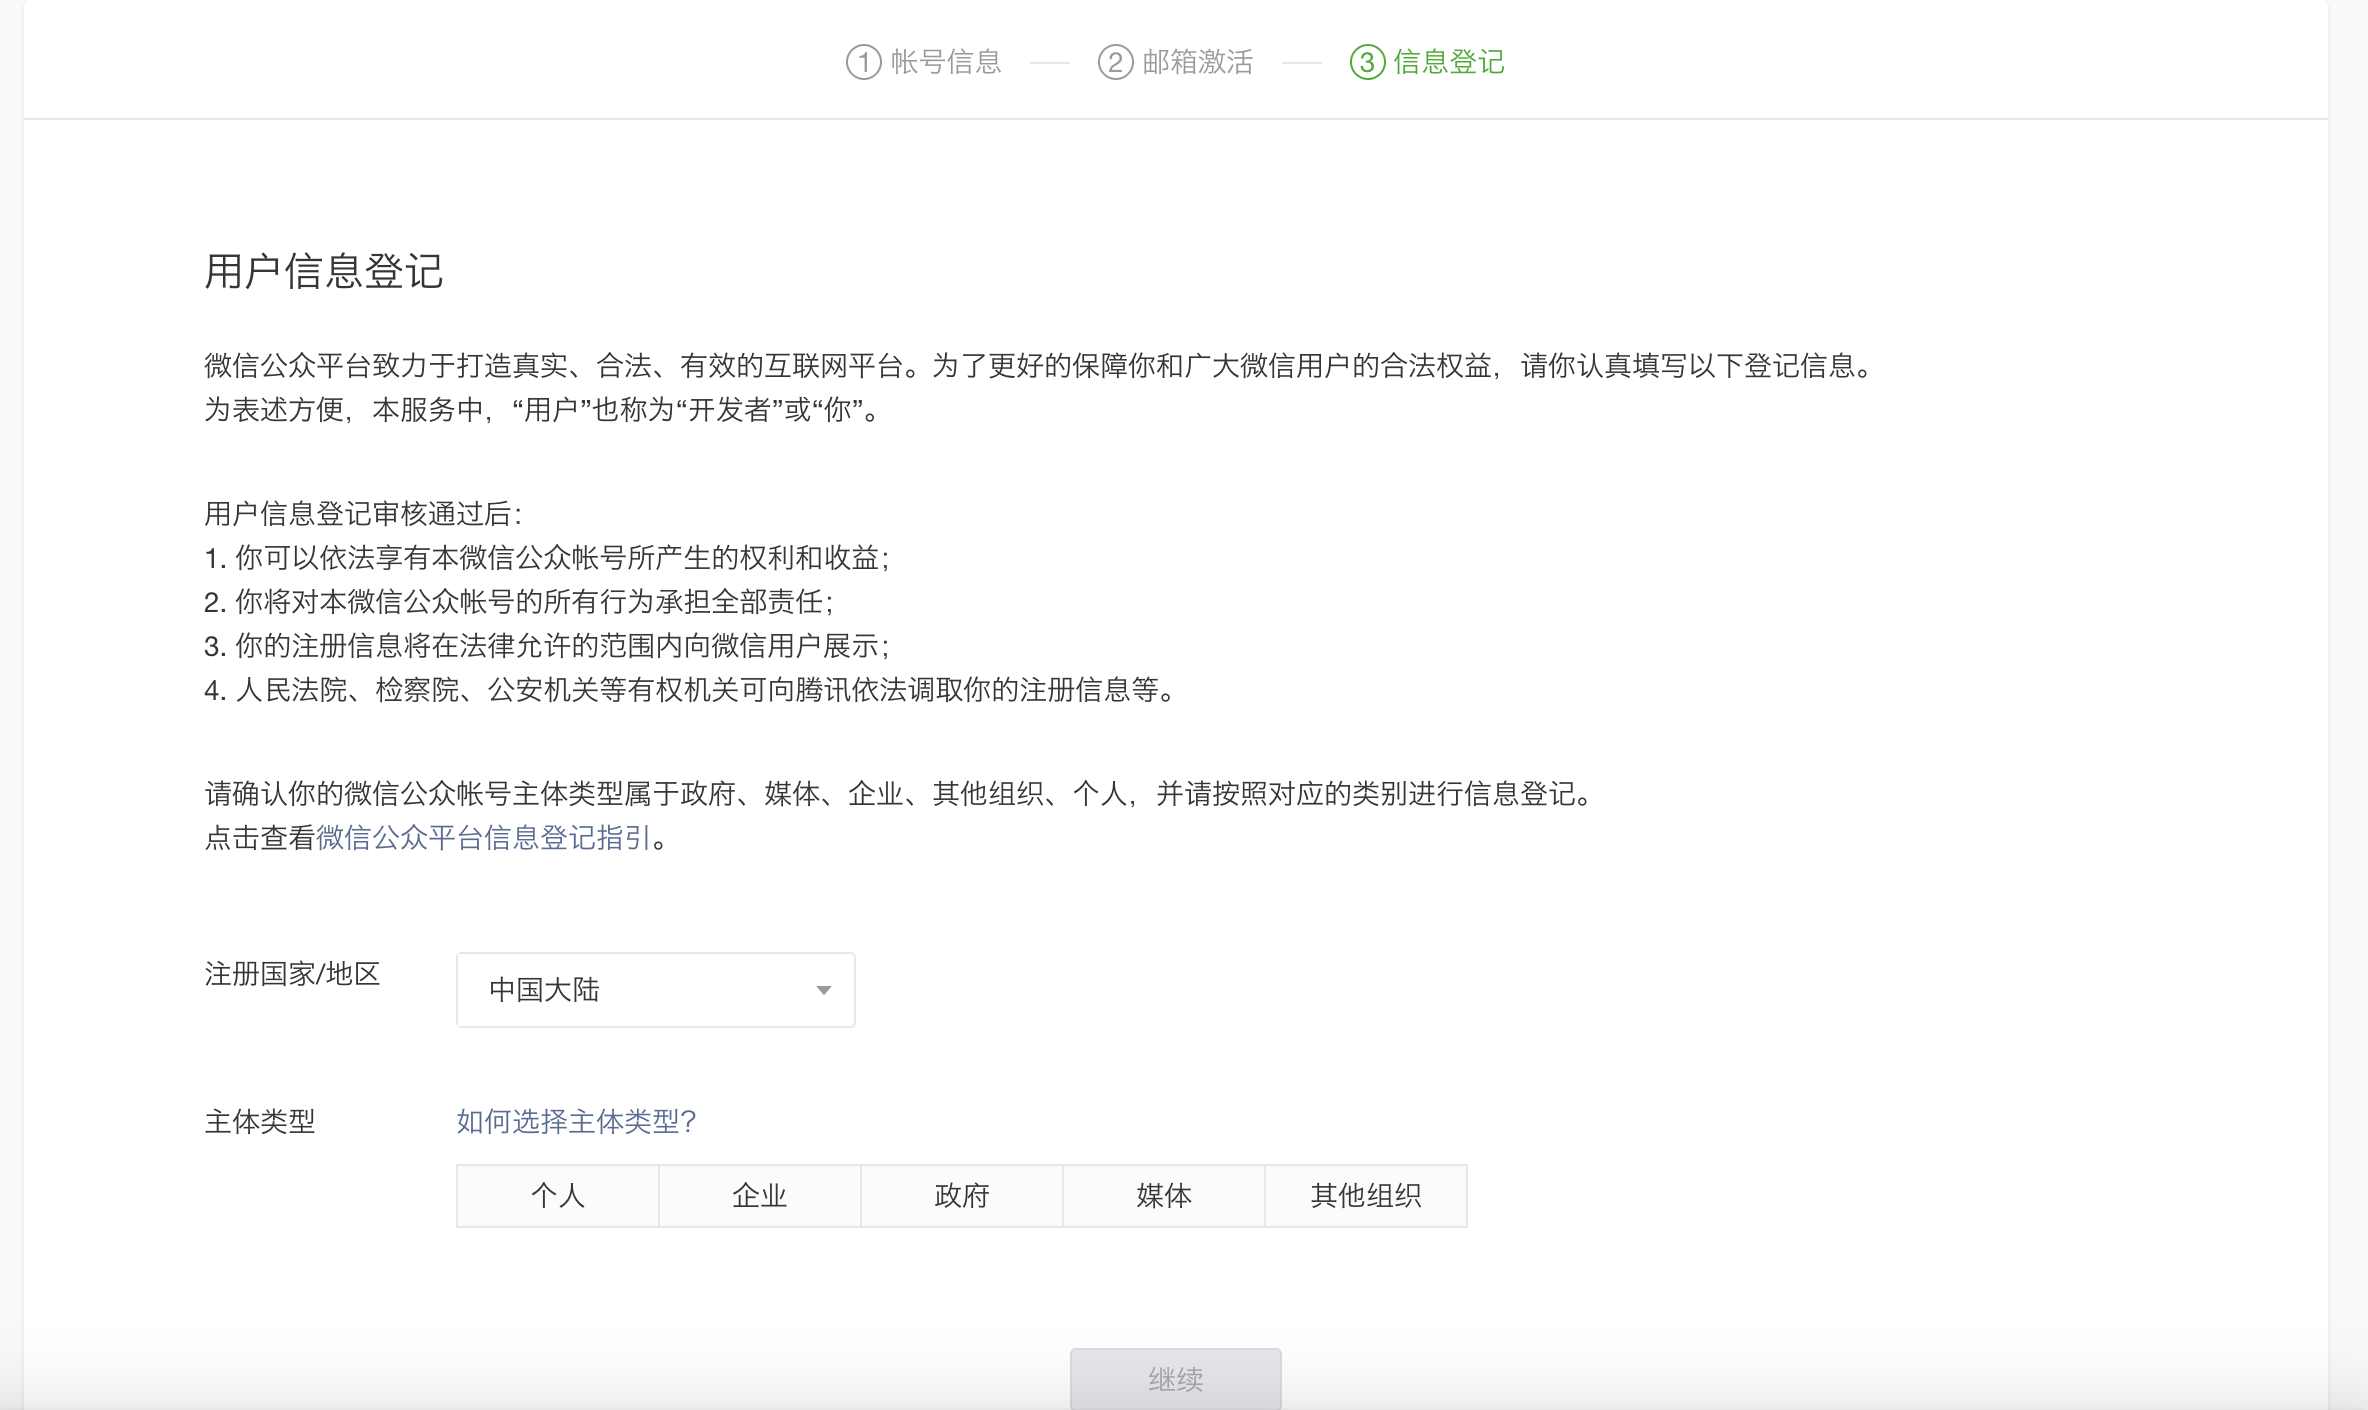 ① 帐号信息 ② 邮箱激活 ③ 信息登记
用户信息登记
微信公众平台致力于打造真实、合法、有效的互联网平台。为了更好的保障你和广大微信用户的合法权益，请你认真填写以下登记信息。
为表述方便，本服务中，“用户”也称为“开发者”或“你”。
用户信息登记审核通过后：
1. 你可以依法享有本微信公众帐号所产生的权利和收益；
2. 你将对本微信公众帐号的所有行为承担全部责任；
3. 你的注册信息将在法律允许的范围内向微信用户展示；
4. 人民法院、检察院、公安机关等有权机关可向腾讯依法调取你的注册信息等。
请确认你的微信公众帐号主体类型属于政府、媒体、企业、其他组织、个人，并请按照对应的类别进行信息登记。
点击查看微信公众平台信息登记指引。
注册国家/地区 中国大陆
主体类型 如何选择主体类型？
个人 企业 政府 媒体 其他组织
继续